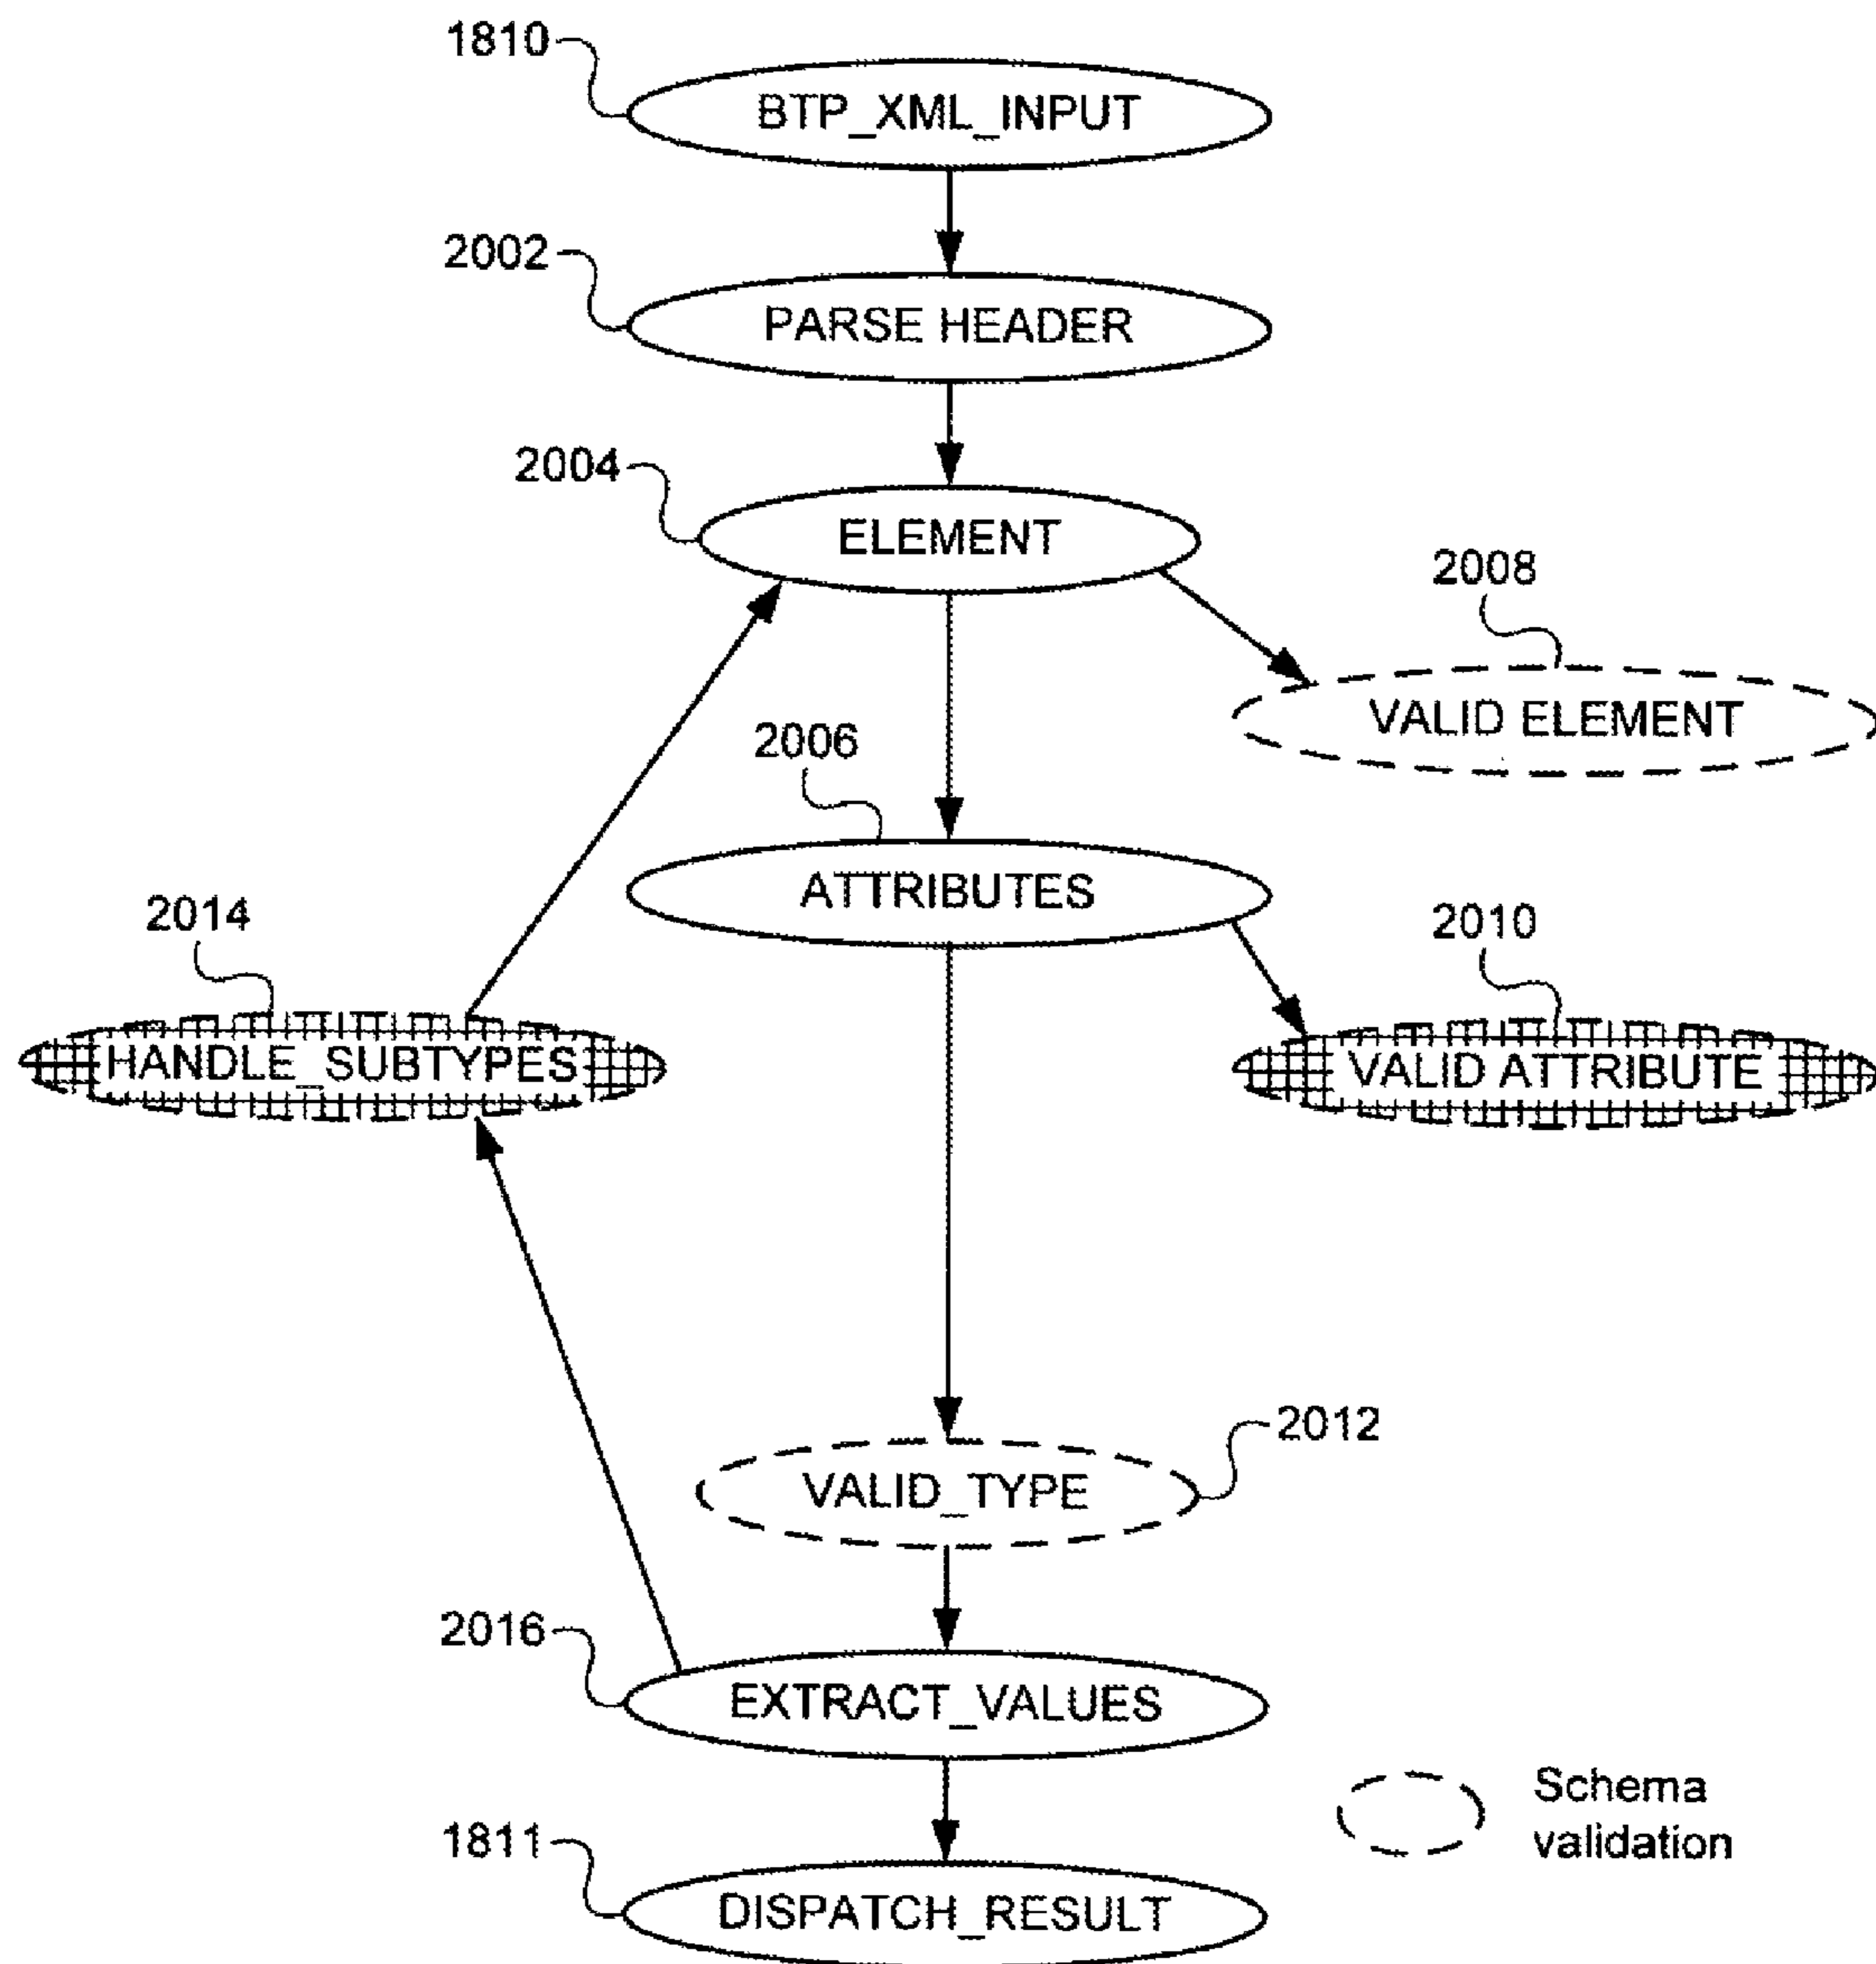 1810
BTP_XML_INPUT
2002
PARSE HEADER
2004
ELEMENT
2008
VALID ELEMENT
2006
ATTRIBUTES
2014
HANDLE_SUBTYPES
2010
VALID ATTRIBUTE
2012
VALID_TYPE
2016
EXTRACT_VALUES
1811
DISPATCH_RESULT
Schema
validation